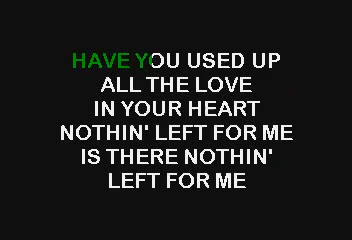 HAVE YOU USED UP
ALL THE LOVE
IN YOUR HEART
NOTHIN' LEFT FOR ME
IS THERE NOTHIN'
LEFT FOR ME